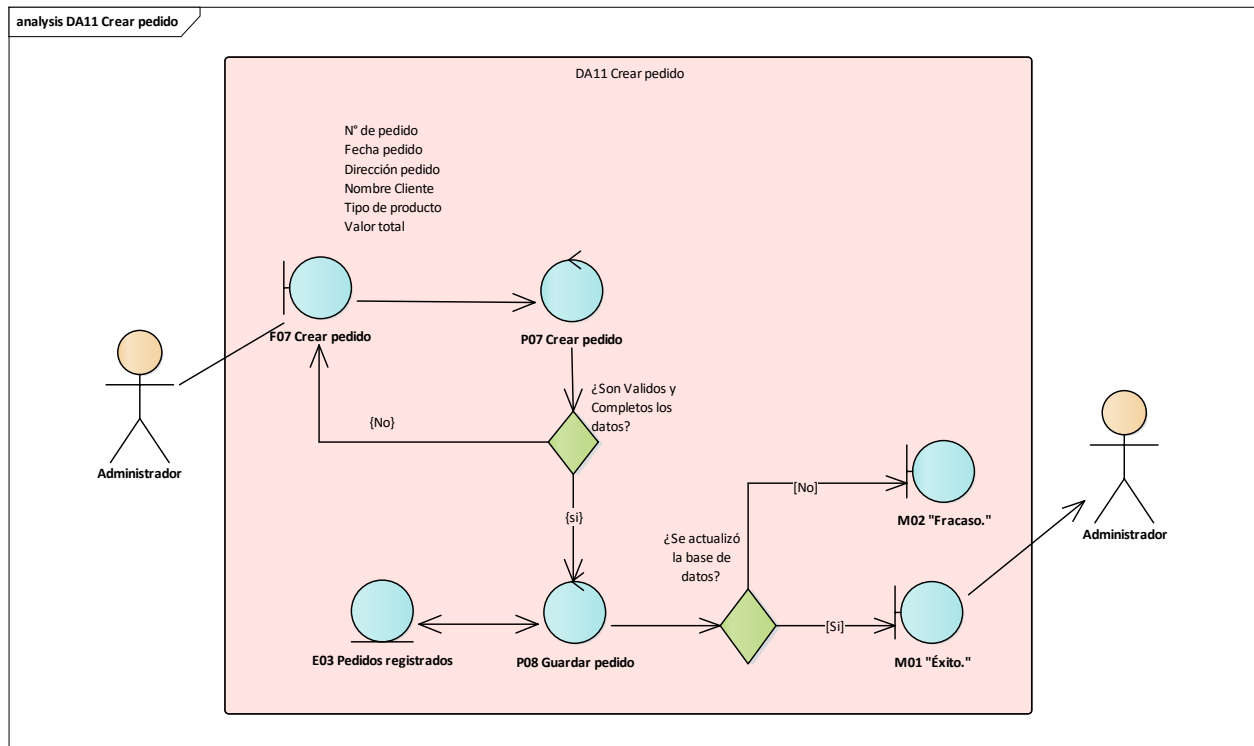 analysis DA11 Crear pedido
DA11 Crear pedido
N° de pedido
Fecha pedido
Dirección pedido
Nombre Cliente
Tipo de producto
Valor total
F07 Crear pedido
P07 Crear pedido
¿Son Validos y
Completos los
datos?
{No}
Administrador
{si}
[No]
M02 "Fracaso."
Administrador
¿Se actualizó
la base de
datos?
[Si]
E03 Pedidos registrados
P08 Guardar pedido
M01 "Éxito."